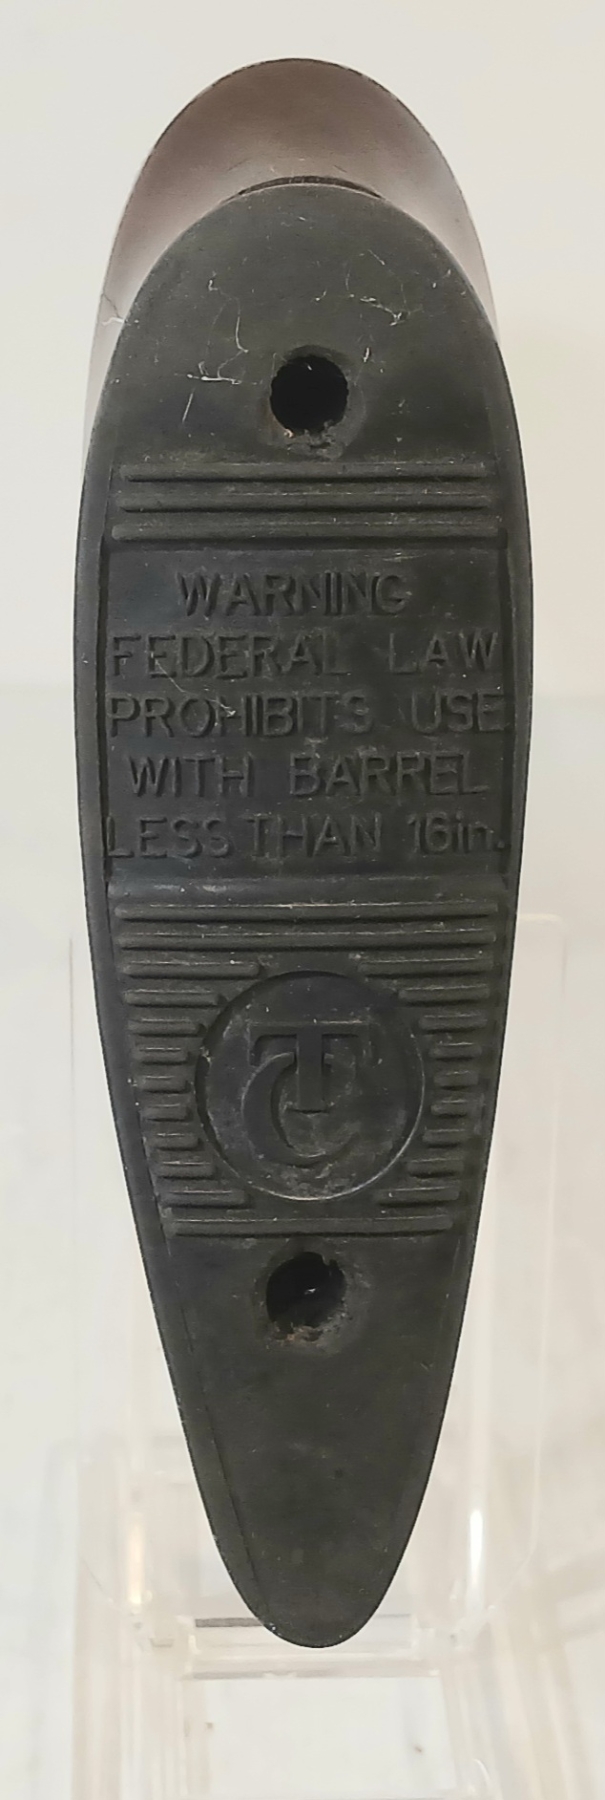 WARNING
FEDERAL LAW
PROHIBITS USE
WITH BARREL
LESS THAN 16in.
TC